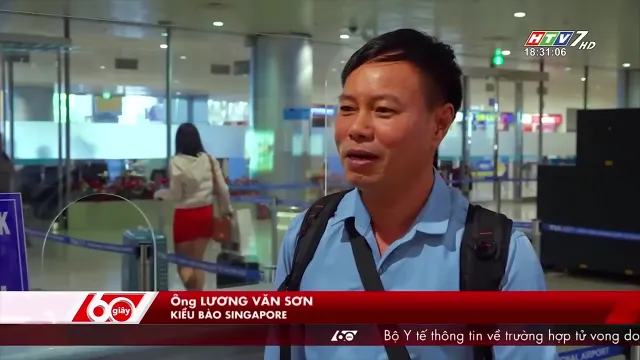 HTV7 HD
18:31:06
K
60 giây
Ông LƯƠNG VĂN SƠN
KIỀU BÀO SINGAPORE
60
Bộ Y tế thông tin về trường hợp tử vong do